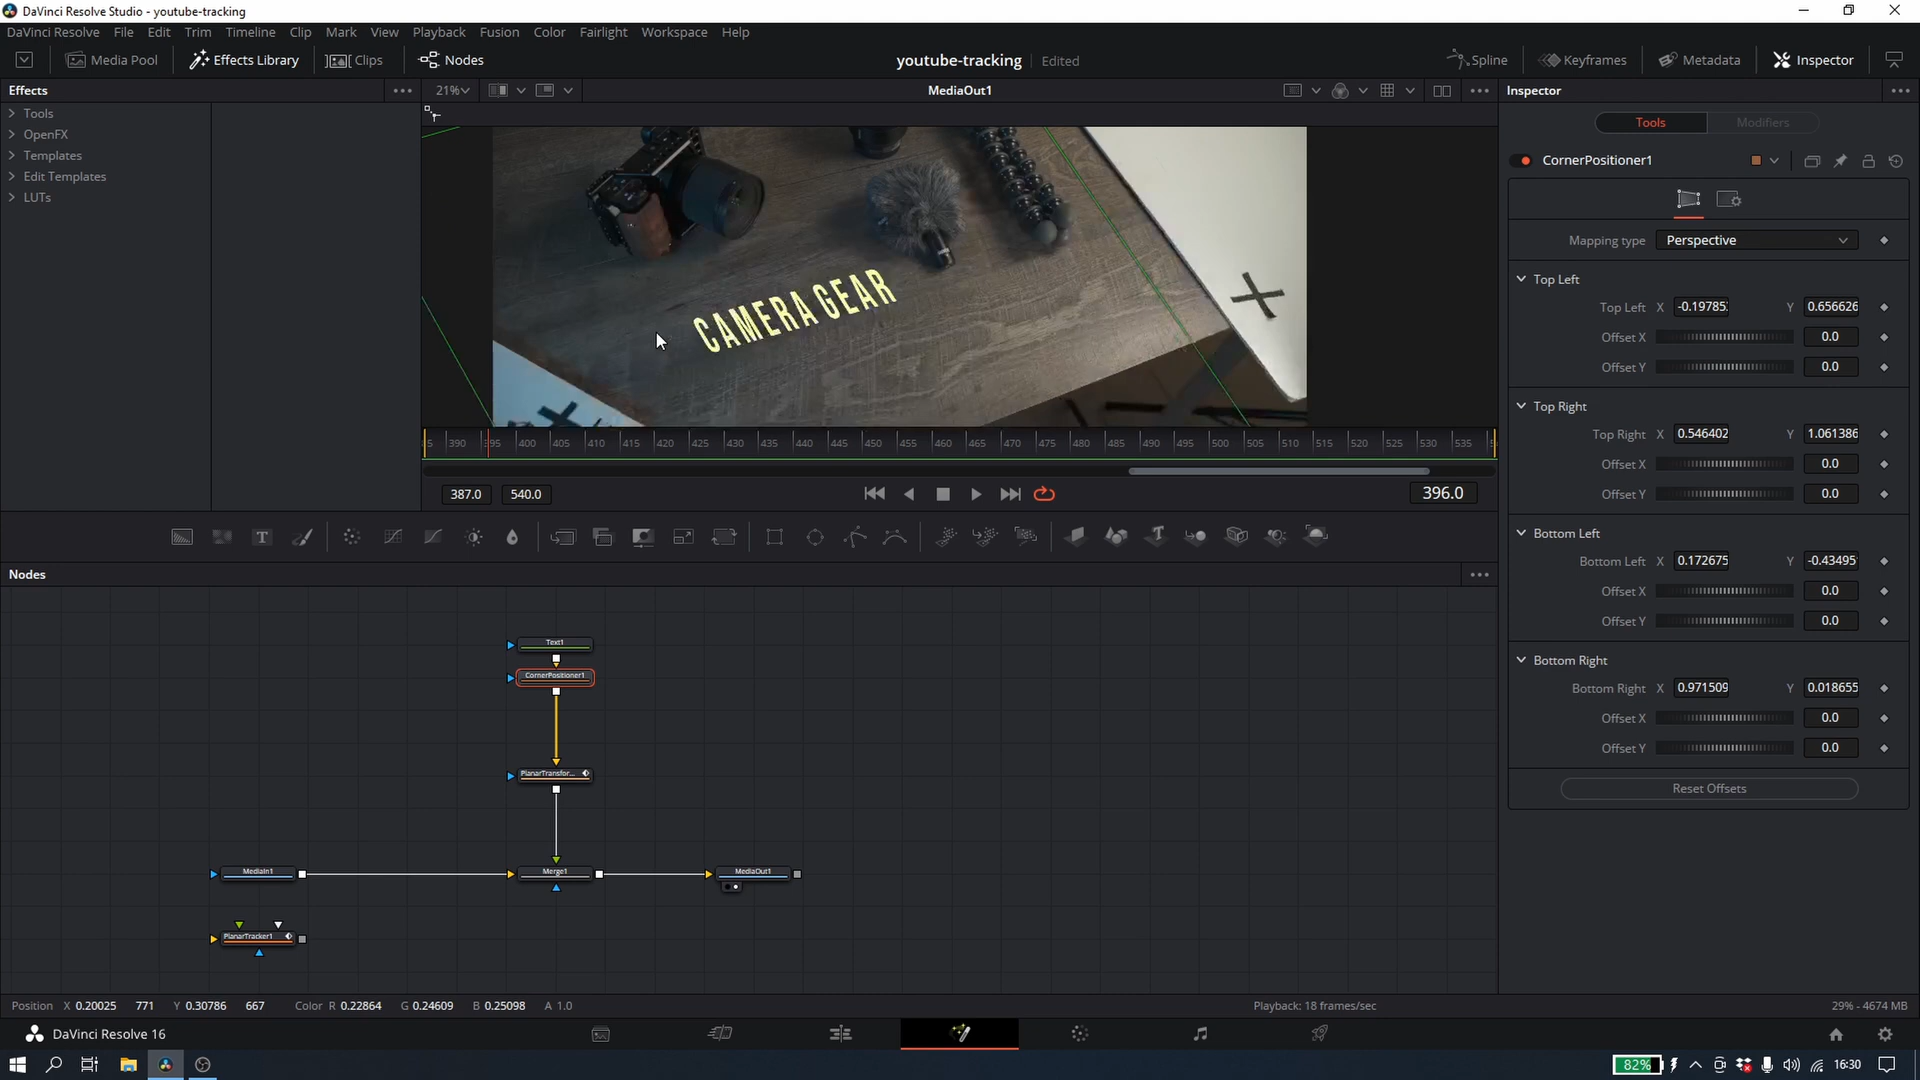 DaVinci Resolve Studio - youtube-tracking
DaVinci Resolve File Edit Trim Timeline Clip Mark View Playback Fusion Color Fairlight Workspace Help
Media Pool Effects Library Clips Nodes youtube-tracking Edited Spline Keyframes Metadata Inspector
Effects 21% MediaOut1 Inspector
Tools
OpenFX
Templates
Edit Templates
LUTs
CAMERA GEAR
390 395 400 405 410 415 420 425 430 435 440 445 450 455 460 465 470 475 480 485 490 495 500 505 510 515 520 525 530 535
387.0 540.0 396.0
Tools Modifiers
CornerPositioner1
Mapping type Perspective
Top Left
Top Left X -0.19785 Y 0.656626
Offset X 0.0
Offset Y 0.0
Top Right
Top Right X 0.546402 Y 1.061386
Offset X 0.0
Offset Y 0.0
Bottom Left
Bottom Left X 0.172675 Y -0.43495
Offset X 0.0
Offset Y 0.0
Bottom Right
Bottom Right X 0.971509 Y 0.018655
Offset X 0.0
Offset Y 0.0
Reset Offsets
Nodes
Text1
CornerPositioner1
PlanarTransfor...
MediaIn1 Merge1 MediaOut1
PlanarTracker1
Position X 0.20025 771 Y 0.30786 667 Color R 0.22864 G 0.24609 B 0.25098 A 1.0 Playback: 18 frames/sec 29% - 4674 MB
DaVinci Resolve 16
82% 16:30